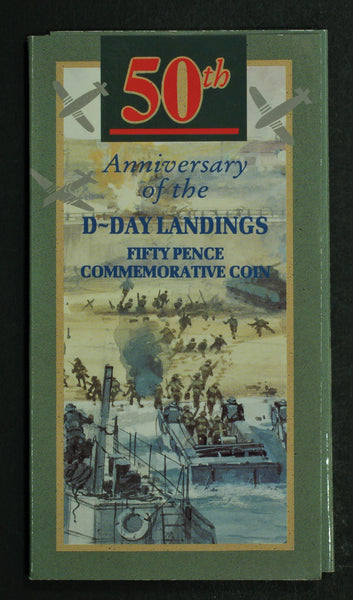 50th
Anniversary
of the
D~DAY LANDINGS
FIFTY PENCE
COMMEMORATIVE COIN